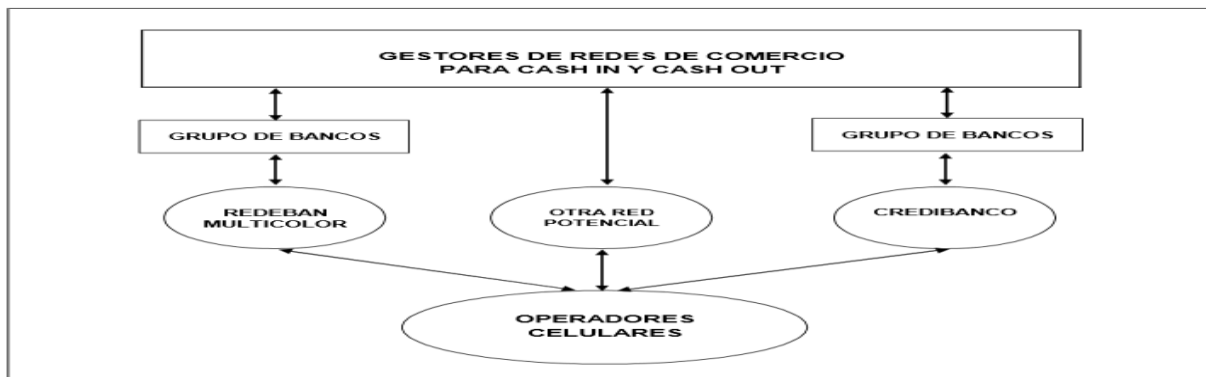 GESTORES DE REDES DE COMERCIO
PARA CASH IN Y CASH OUT
GRUPO DE BANCOS
GRUPO DE BANCOS
REDEBAN
MULTICOLOR
OTRA RED
POTENCIAL
CREDIBANCO
OPERADORES
CELULARES